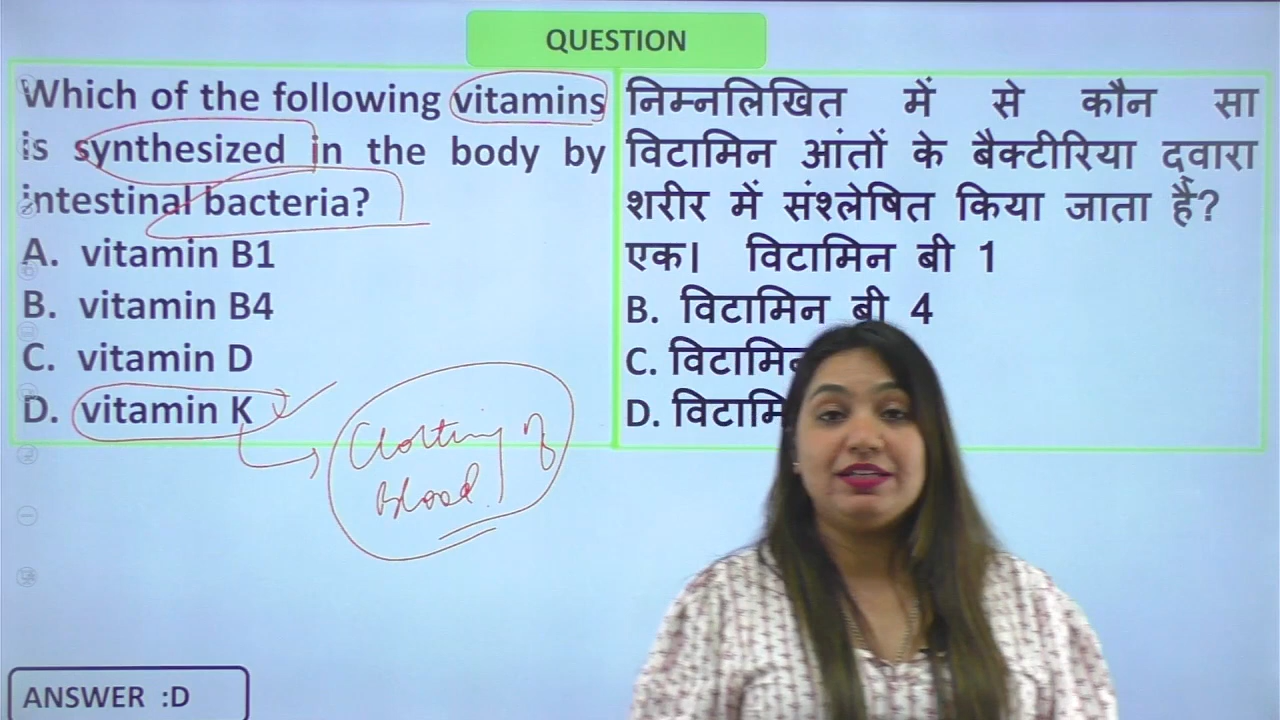 QUESTION
Which of the following vitamins
is synthesized in the body by
intestinal bacteria?
A. vitamin B1
B. vitamin B4
C. vitamin D
D. vitamin K
Clotting of
Blood
निम्नलिखित में से कौन सा
विटामिन आंतों के बैक्टीरिया द्वारा
शरीर में संश्लेषित किया जाता है?
एक। विटामिन बी 1
B. विटामिन बी 4
C. विटामिन
D. विटामि
ANSWER :D